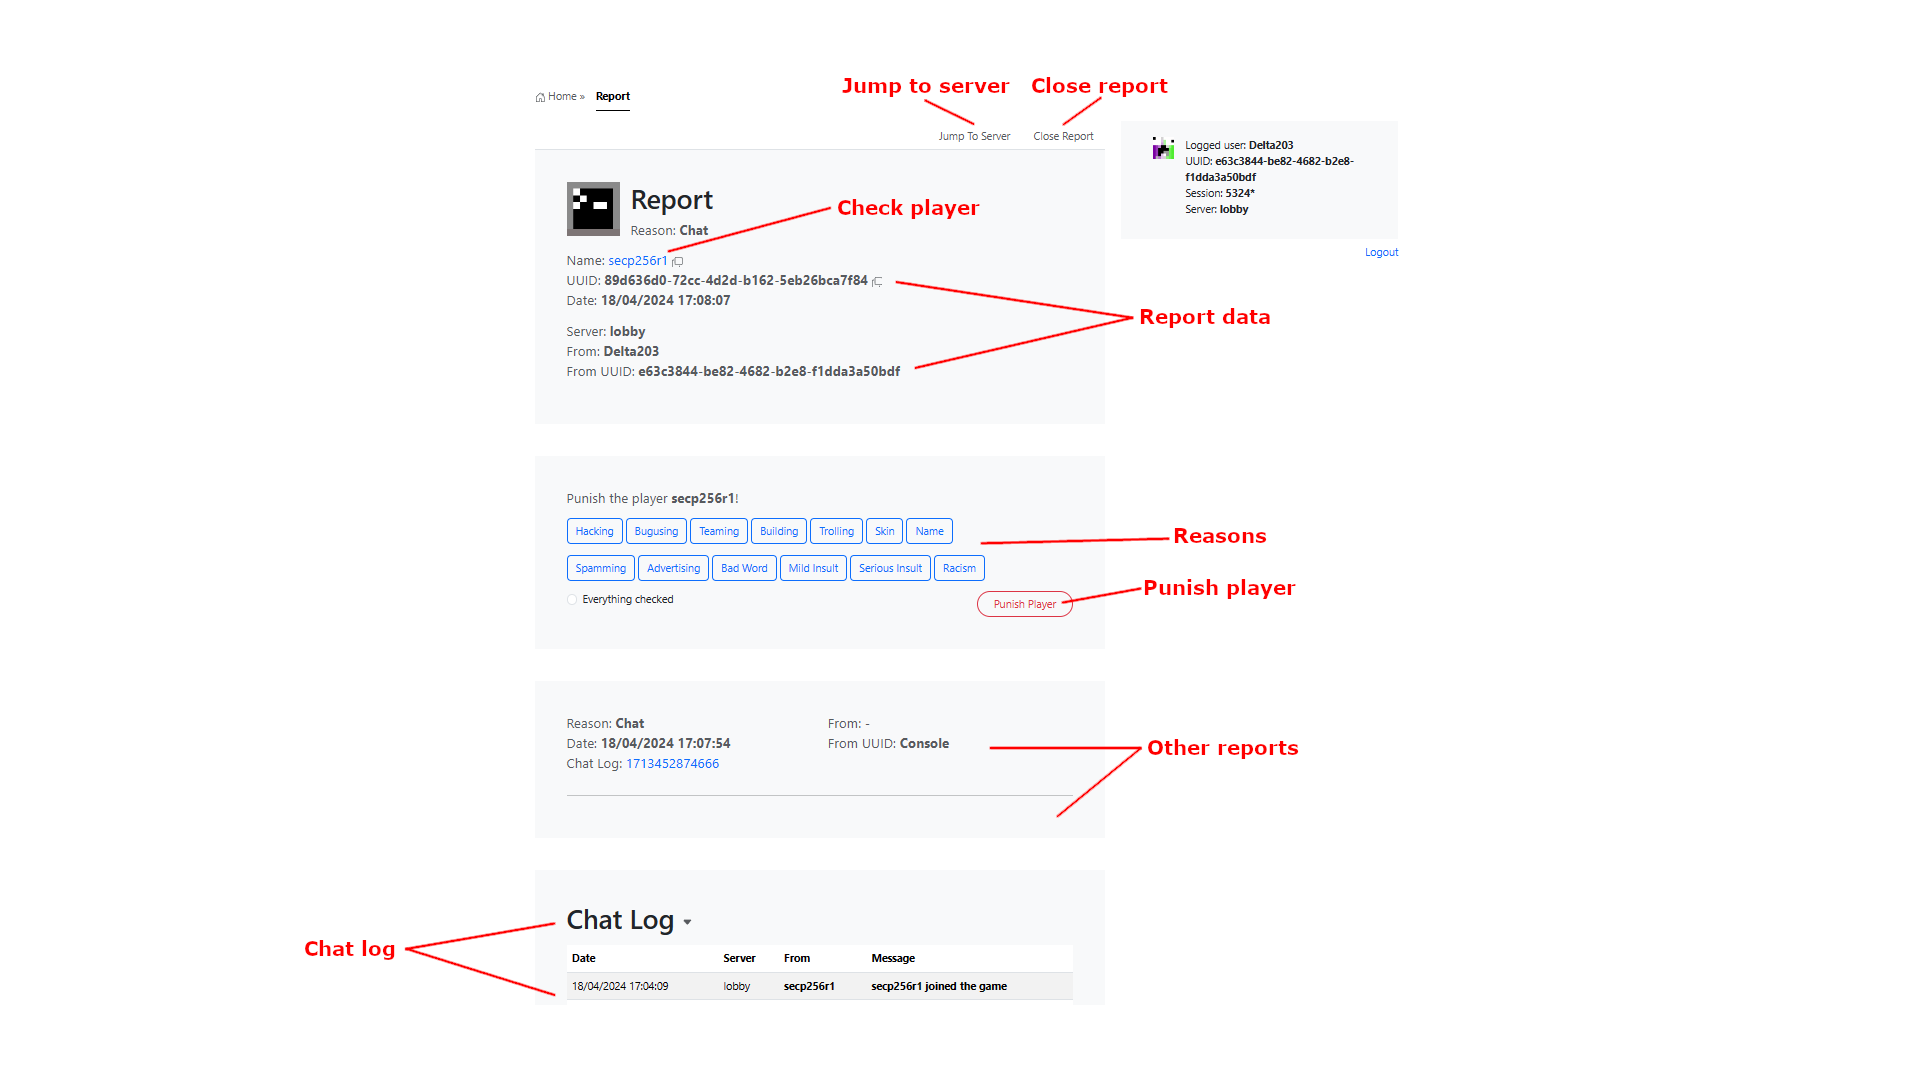 Jump to server Close report
Home » Report
Jump To Server Close Report
Logged user: Delta203
UUID: e63c3844-be82-4682-b2e8-
f1dda3a50bdf
Session: 5324*
Server: lobby
Logout
Report
Reason: Chat
Check player
Name: secp256r1
UUID: 89d636d0-72cc-4d2d-b162-5eb26bca7f84
Date: 18/04/2024 17:08:07
Report data
Server: lobby
From: Delta203
From UUID: e63c3844-be82-4682-b2e8-f1dda3a50bdf
Punish the player secp256r1!
Hacking Bugusing Teaming Building Trolling Skin Name
Reasons
Spamming Advertising Bad Word Mild Insult Serious Insult Racism
Everything checked
Punish Player
Punish player
Reason: Chat
Date: 18/04/2024 17:07:54
Chat Log: 1713452874666
From: -
From UUID: Console
Other reports
Chat Log
Chat log
Date Server From Message
18/04/2024 17:04:09 lobby secp256r1 secp256r1 joined the game